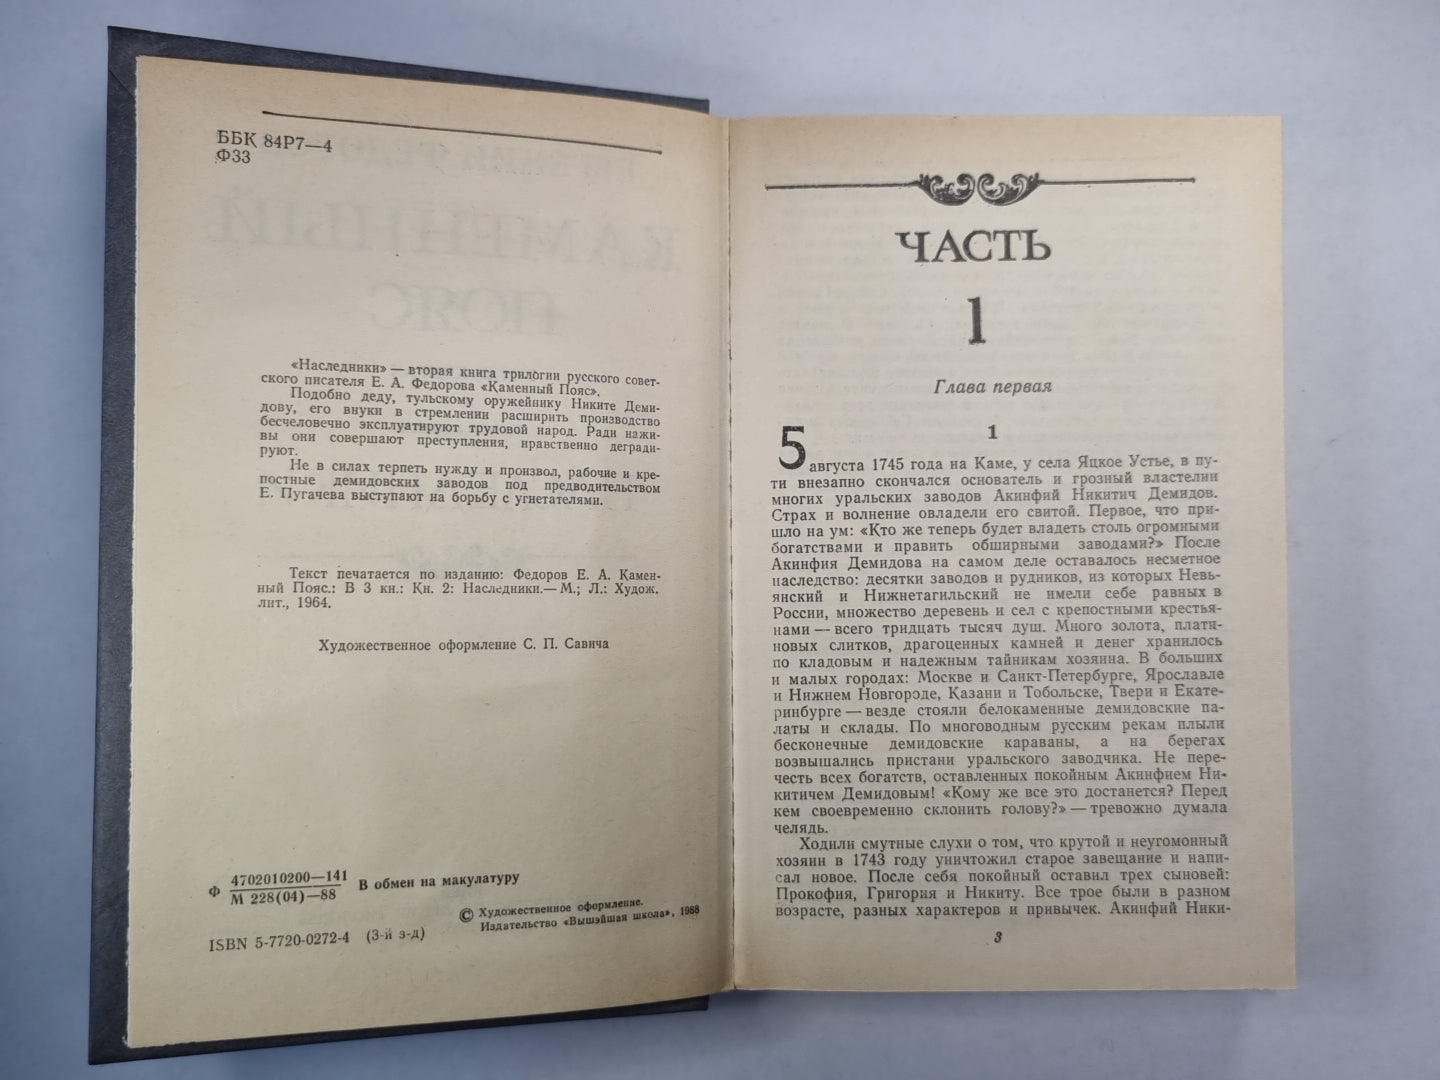 ББК 84Р7—4
Ф33
«Наследники» — вторая книга трилогии русского совет-
ского писателя Е. А. Федорова «Каменный Пояс».
Подобно деду, тульскому оружейнику Никите Деми-
дову, его внуки в стремлении расширить производство
бесчеловечно эксплуатируют трудовой народ. Ради нажи-
вы они совершают преступления, нравственно дегради-
руют.
Не в силах терпеть нужду и произвол, рабочие и кре-
постные демидовских заводов под предводительством
Е. Пугачева выступают на борьбу с угнетателями.
Текст печатается по изданию: Федоров Е. А. Камен-
ный Пояс.: В 3 кн.: Кн. 2: Наследники.— М.; Л.: Худож.
лит., 1964.
Художественное оформление С. П. Савича
Ф 4702010200—141
М 228(04)—88 В обмен на макулатуру
© Художественное оформление.
Издательство «Вышэйшая школа», 1988
ISBN 5-7720-0272-4 (3-й з-д)
ЧАСТЬ
1
Глава первая
1
5 августа 1745 года на Каме, у села Яцкое Устье, в пу-
ти внезапно скончался основатель и грозный властелин
многих уральских заводов Акинфий Никитич Демидов.
Страх и волнение овладели его свитой. Первое, что при-
шло на ум: «Кто же теперь будет владеть столь огромными
богатствами и править обширными заводами?» После
Акинфия Демидова на самом деле оставалось несметное
наследство: десятки заводов и рудников, из которых Невь-
янский и Нижнетагильский не имели себе равных в
России, множество деревень и сел с крепостными крестья-
нами — всего тридцать тысяч душ. Много золота, плати-
новых слитков, драгоценных камней и денег хранилось
по кладовым и надежным тайникам хозяина. В больших
и малых городах: Москве и Санкт-Петербурге, Ярославле
и Нижнем Новгороде, Казани и Тобольске, Твери и Екате-
ринбурге — везде стояли белокаменные демидовские па-
латы и склады. По многоводным русским рекам плыли
бесконечные демидовские караваны, а на берегах
возвышались пристани уральского заводчика. Не пере-
честь всех богатств, оставленных покойным Акинфием Ни-
китичем Демидовым! «Кому же все это достанется? Перед
кем своевременно склонить голову?» — тревожно думала
челядь.
Ходили смутные слухи о том, что крутой и неугомонный
хозяин в 1743 году уничтожил старое завещание и напи-
сал новое. После себя покойный оставил трех сыновей:
Прокофия, Григория и Никиту. Все трое были в разном
возрасте, разных характеров и привычек. Акинфий Ники-
3